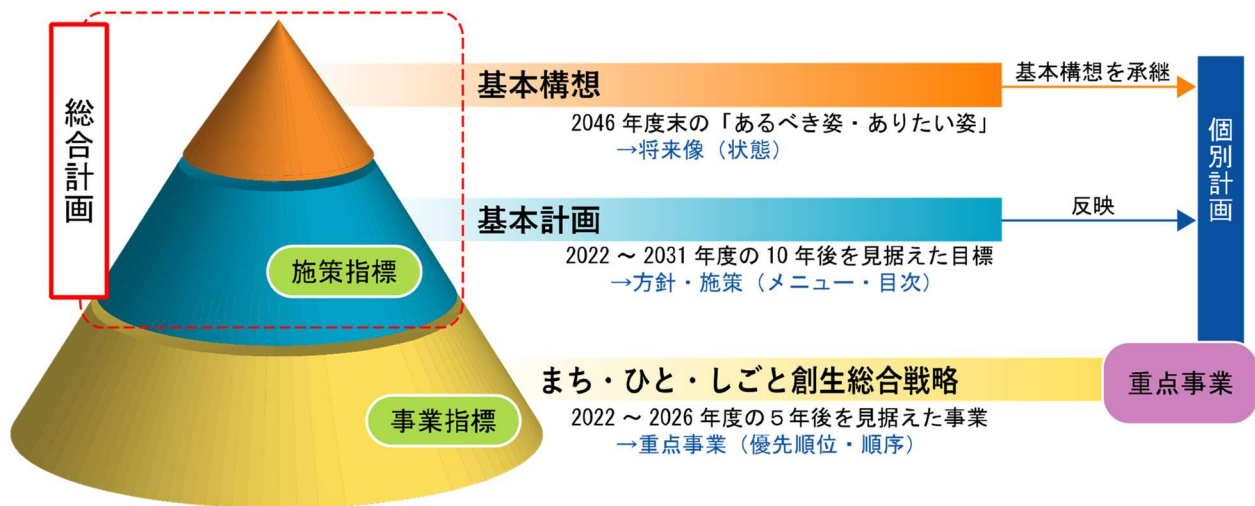 総合計画
基本構想
基本構想を承継
2046 年度末の「あるべき姿・ありたい姿」
→将来像（状態）
個別計画
基本計画
反映
2022 ～ 2031 年度の 10 年後を見据えた目標
→方針・施策（メニュー・目次）
施策指標
まち・ひと・しごと創生総合戦略
重点事業
2022 ～ 2026 年度の５年後を見据えた事業
→重点事業（優先順位・順序）
事業指標